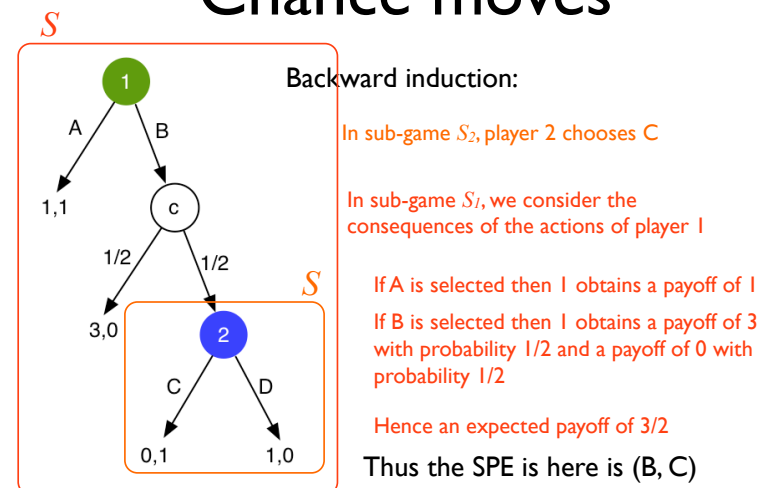 Chance moves
S
1
Backward induction:
A
B
In sub-game S2, player 2 chooses C
1,1
c
In sub-game S1, we consider the
consequences of the actions of player 1
1/2
1/2
S
If A is selected then 1 obtains a payoff of 1
3,0
2
If B is selected then 1 obtains a payoff of 3
with probability 1/2 and a payoff of 0 with
probability 1/2
C
D
Hence an expected payoff of 3/2
0,1
1,0
Thus the SPE is here is (B, C)